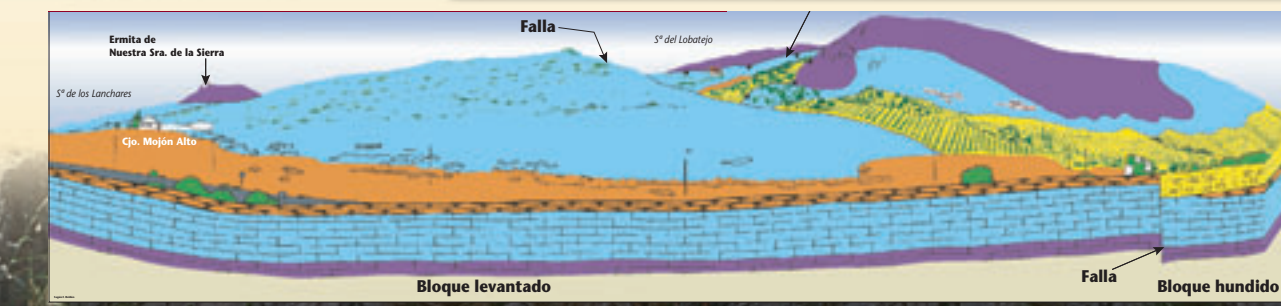 Falla
Ermita de
Nuestra Sra. de la Sierra
Sª del Lobatejo
Sª de los Lanchares
Cjo. Mojón Alto
Falla
Bloque levantado
Bloque hundido